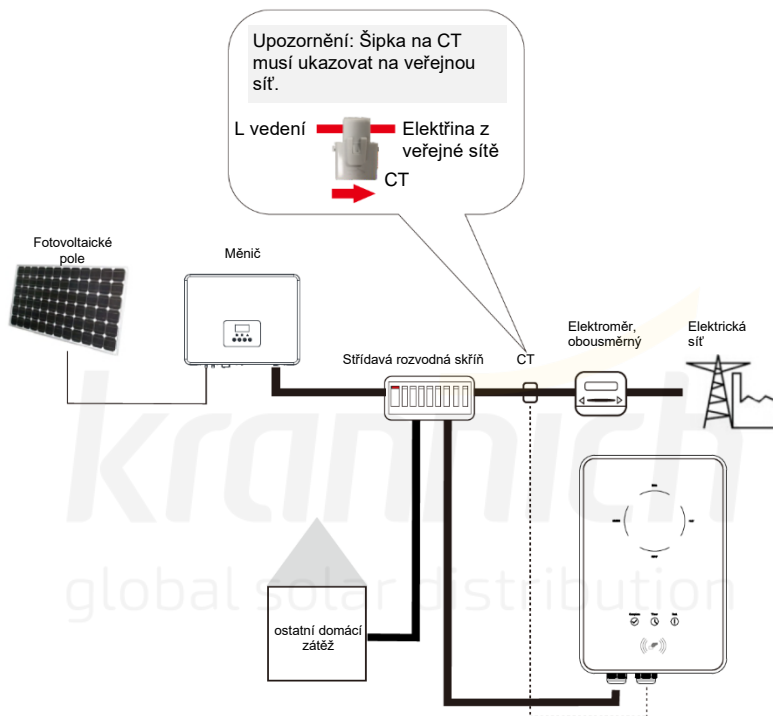 Upozornění: Šipka na CT
musí ukazovat na veřejnou
síť.
L vedení
Elektřina z
veřejné sítě
CT
Fotovoltaické
pole
Měnič
Střídavá rozvodná skříň
CT
Elektroměr,
obousměrný
Elektrická
síť
krannich
global solar distribution
ostatní domácí
zátěž